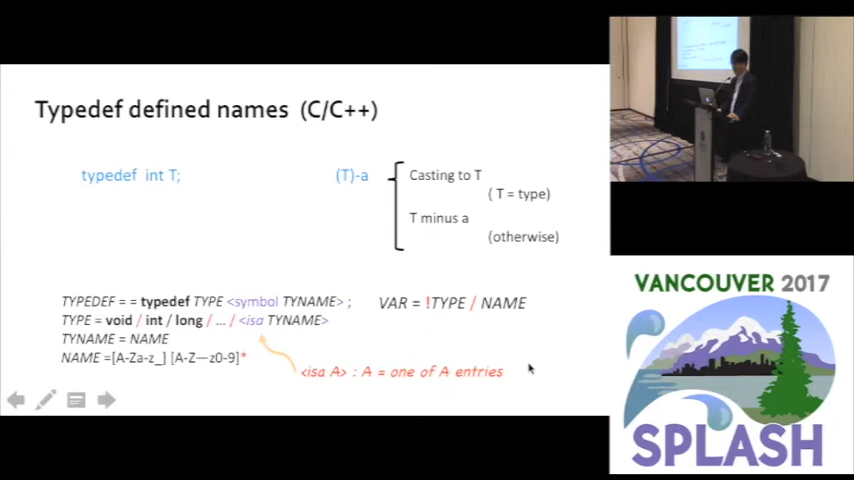 Typedef defined names (C/C++)
typedef int T;
(T)-a
Casting to T
( T = type)
T minus a
(otherwise)
TYPEDEF = = typedef TYPE <symbol TYNAME> ;
VAR = !TYPE / NAME
TYPE = void / int / long / ... / <isa TYNAME>
TYNAME = NAME
NAME =[A-Za-z_] [A-Z—z0-9]*
<isa A> : A = one of A entries
VANCOUVER 2017
SPLASH